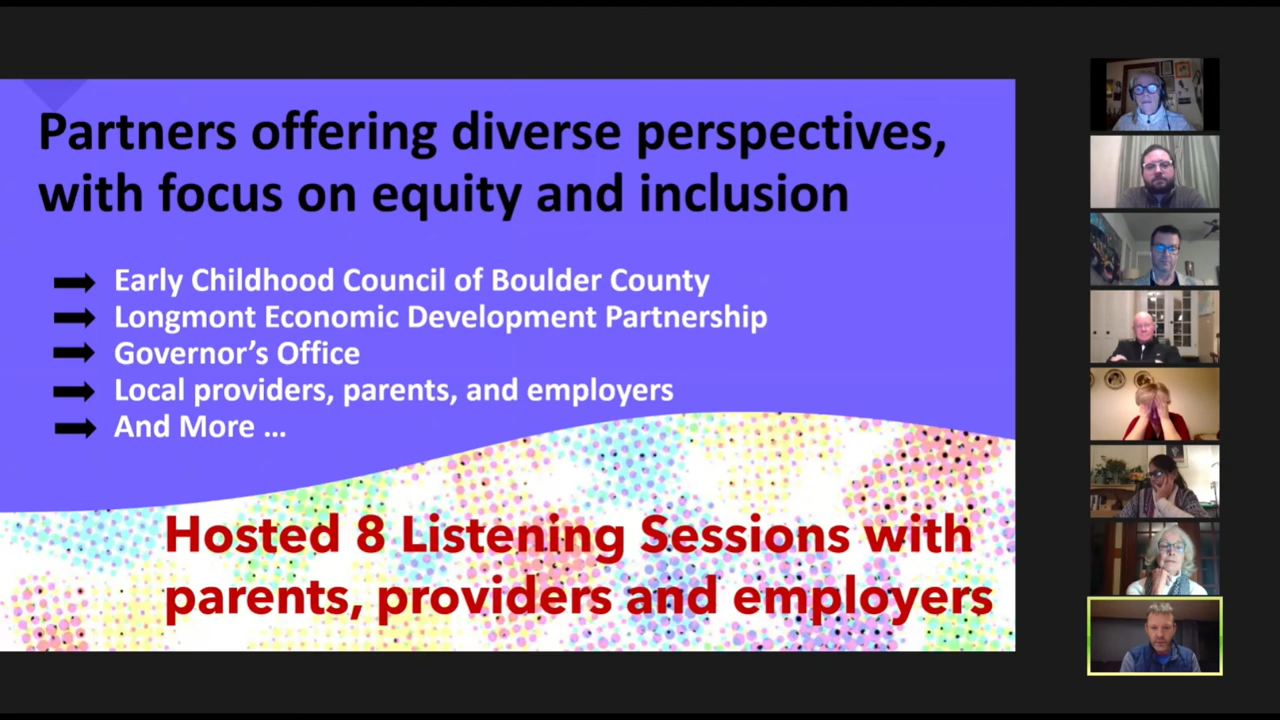 Partners offering diverse perspectives,
with focus on equity and inclusion
Early Childhood Council of Boulder County
Longmont Economic Development Partnership
Governor's Office
Local providers, parents, and employers
And More ...
Hosted 8 Listening Sessions with
parents, providers and employers